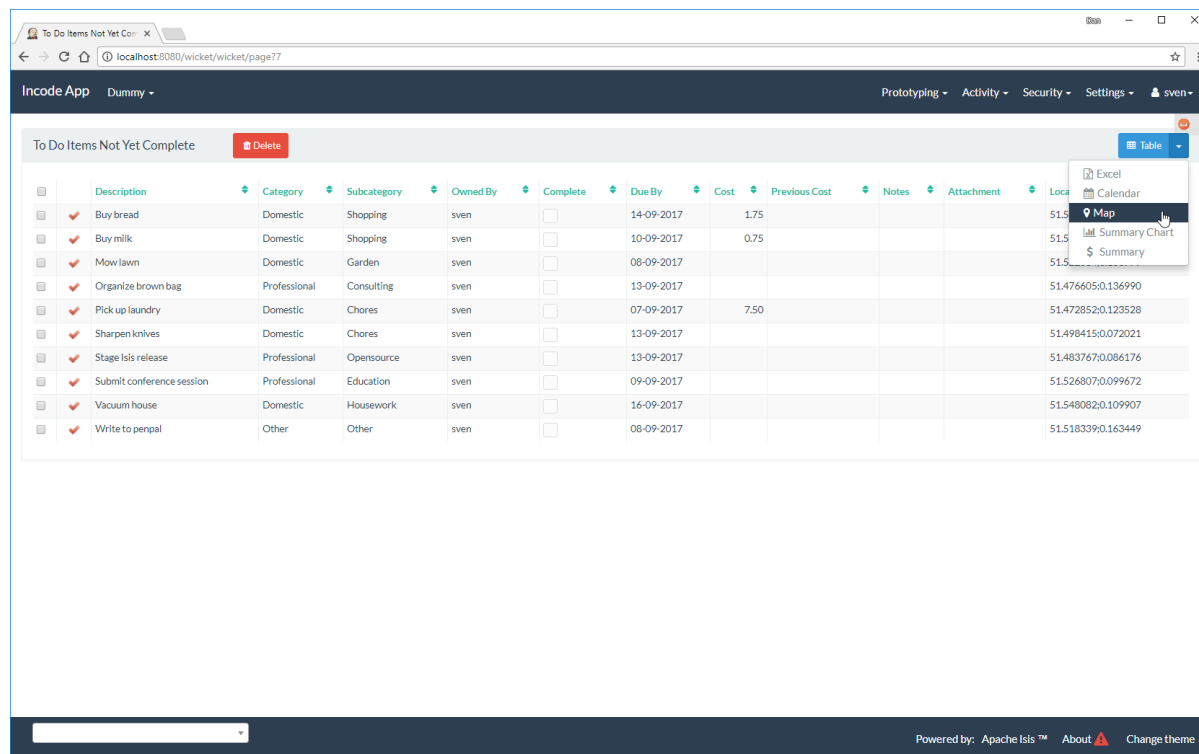 Dan
To Do Items Not Yet Con
localhost:8080/wicket/wicket/page?7
Incode App Dummy Prototyping Activity Security Settings sven
To Do Items Not Yet Complete Delete Table
Excel
Calendar
Map
Summary Chart
$ Summary
Description Category Subcategory Owned By Complete Due By Cost Previous Cost Notes Attachment Loca
Buy bread Domestic Shopping sven 14-09-2017 1.75 51.5
Buy milk Domestic Shopping sven 10-09-2017 0.75 51.5
Mow lawn Domestic Garden sven 08-09-2017
Organize brown bag Professional Consulting sven 13-09-2017 51.476605;0.136990
Pick up laundry Domestic Chores sven 07-09-2017 7.50 51.472852;0.123528
Sharpen knives Domestic Chores sven 13-09-2017 51.498415;0.072021
Stage Isis release Professional Opensource sven 13-09-2017 51.483767;0.086176
Submit conference session Professional Education sven 09-09-2017 51.526807;0.099672
Vacuum house Domestic Housework sven 16-09-2017 51.548082;0.109907
Write to penpal Other Other sven 08-09-2017 51.518339;0.163449
Powered by: Apache Isis ™ About Change theme